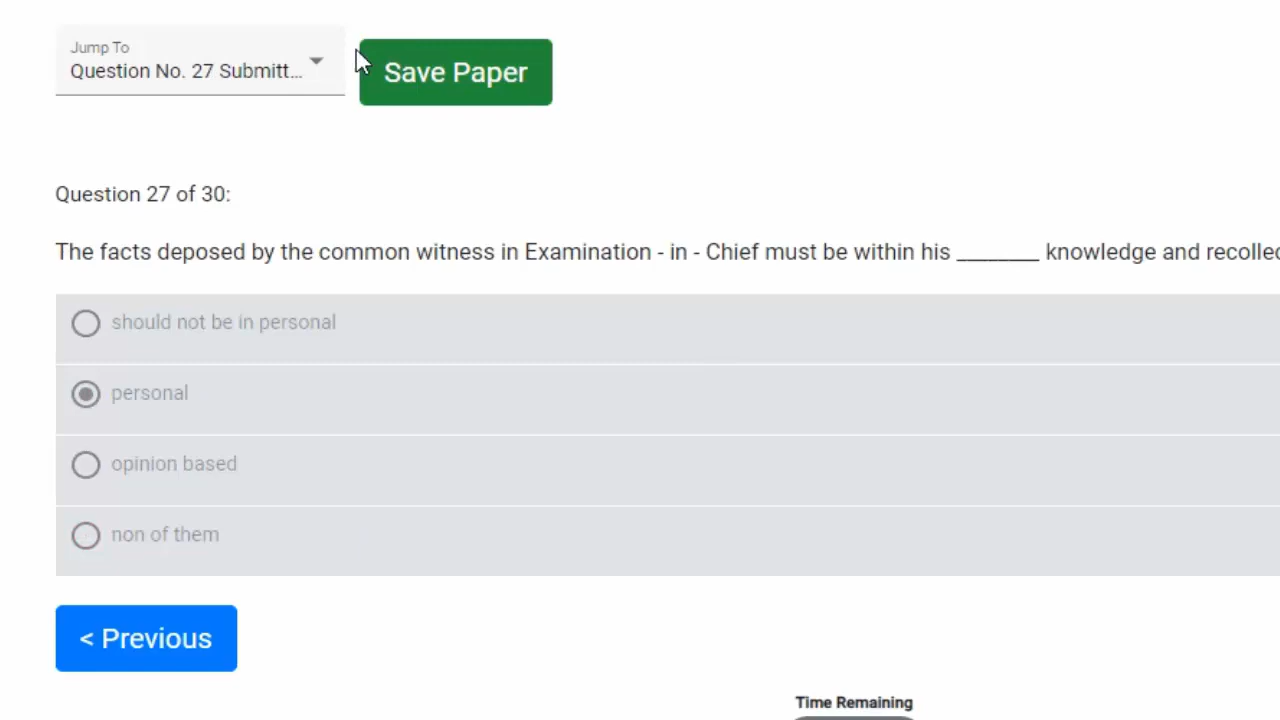 Jump To
Question No. 27 Submitt...
Save Paper
Question 27 of 30:
The facts deposed by the common witness in Examination - in - Chief must be within his ________ knowledge and
should not be in personal
personal
opinion based
non of them
< Previous
Time Remaining